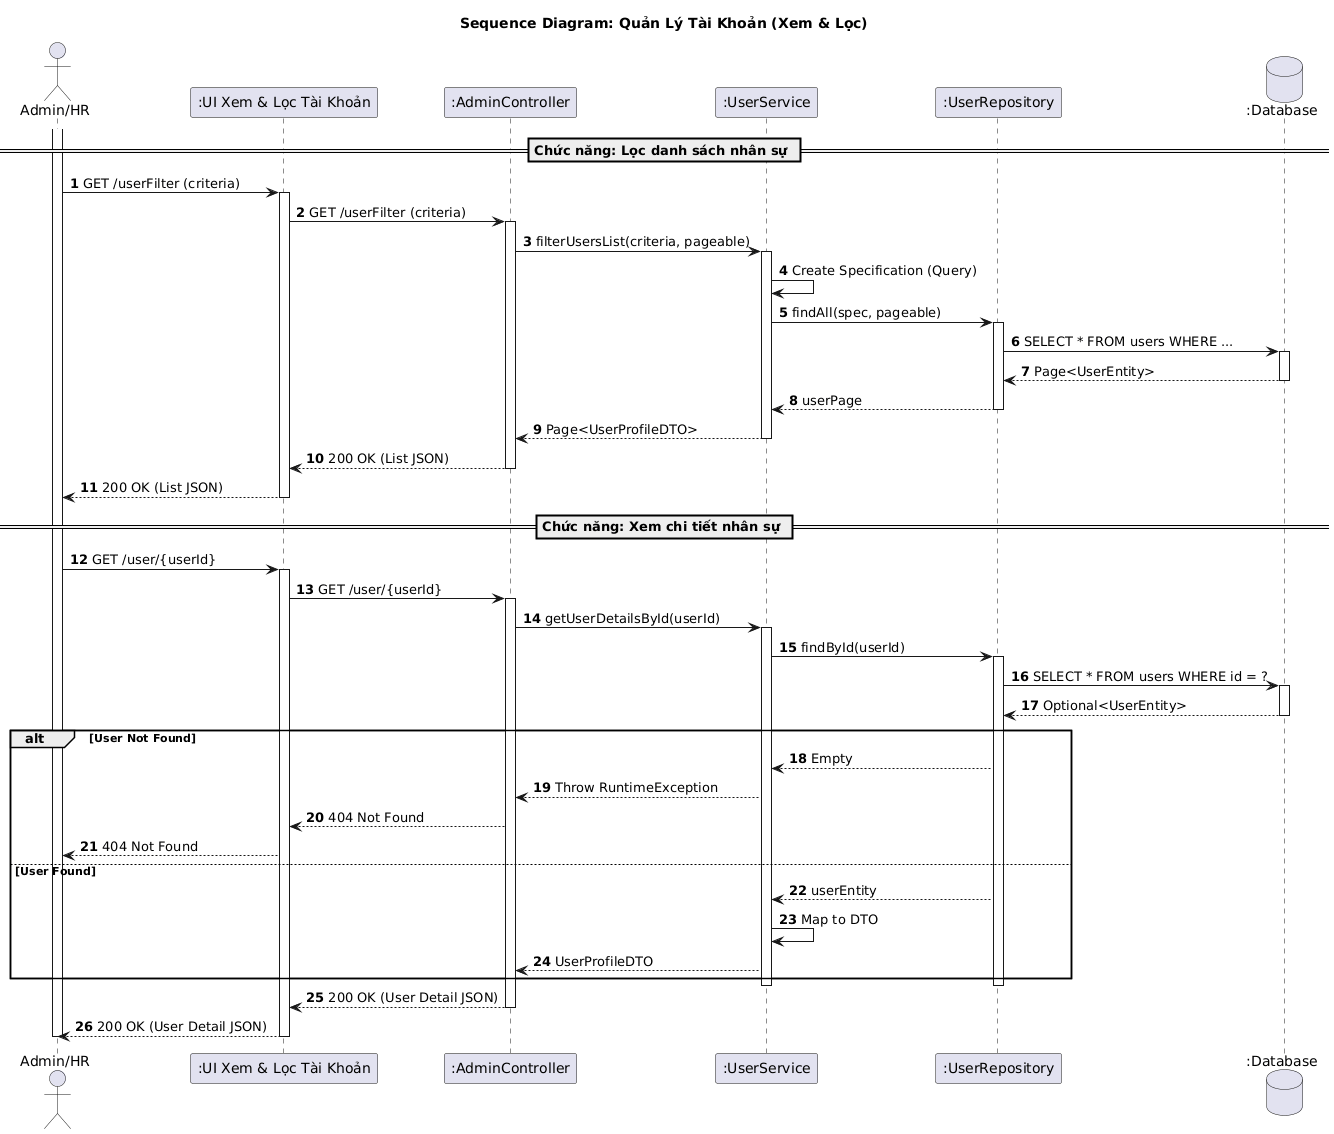 Sequence Diagram: Quản Lý Tài Khoản (Xem & Lọc)
Admin/HR
:UI Xem & Lọc Tài Khoản
:AdminController
:UserService
:UserRepository
:Database
Chức năng: Lọc danh sách nhân sự
1 GET /userFilter (criteria)
2 GET /userFilter (criteria)
3 filterUsersList(criteria, pageable)
4 Create Specification (Query)
5 findAll(spec, pageable)
6 SELECT * FROM users WHERE ...
7 Page<UserEntity>
8 userPage
9 Page<UserProfileDTO>
10 200 OK (List JSON)
11 200 OK (List JSON)
Chức năng: Xem chi tiết nhân sự
12 GET /user/{userId}
13 GET /user/{userId}
14 getUserDetailsById(userId)
15 findById(userId)
16 SELECT * FROM users WHERE id = ?
17 Optional<UserEntity>
alt [User Not Found]
18 Empty
19 Throw RuntimeException
20 404 Not Found
21 404 Not Found
[User Found]
22 userEntity
23 Map to DTO
24 UserProfileDTO
25 200 OK (User Detail JSON)
26 200 OK (User Detail JSON)
Admin/HR
:UI Xem & Lọc Tài Khoản
:AdminController
:UserService
:UserRepository
:Database